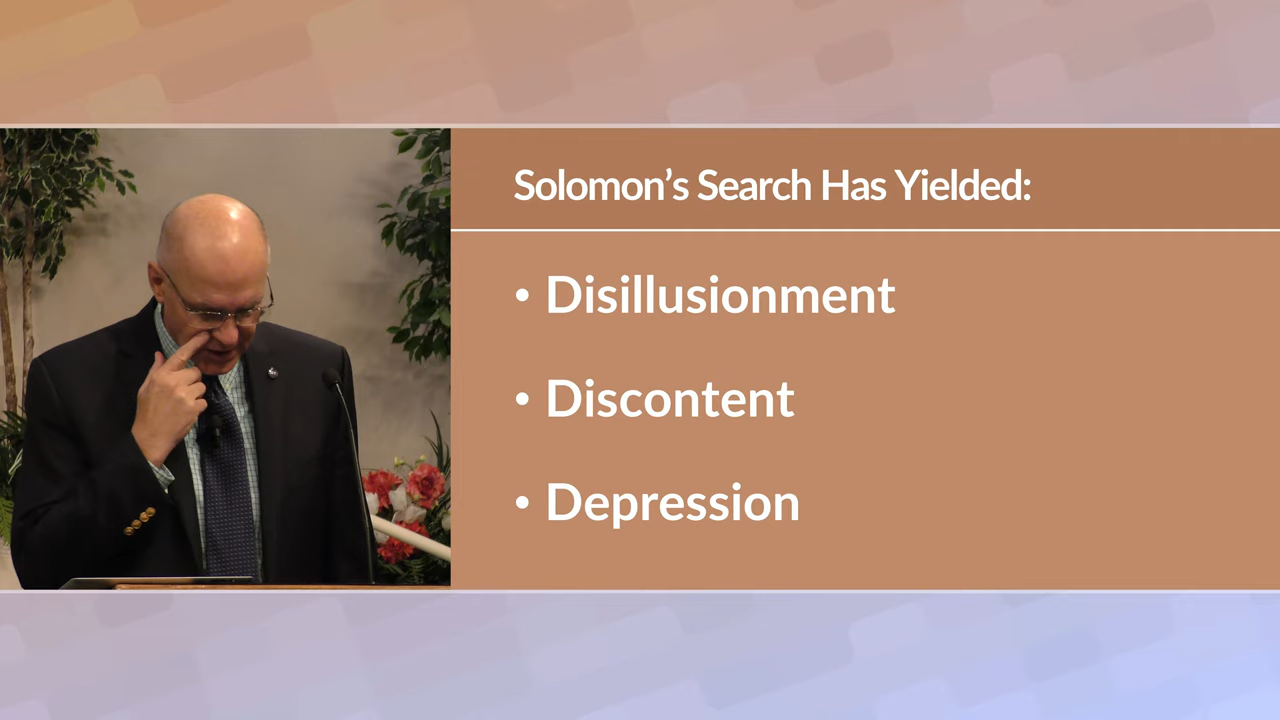 Solomon’s Search Has Yielded:
• Disillusionment
• Discontent
• Depression